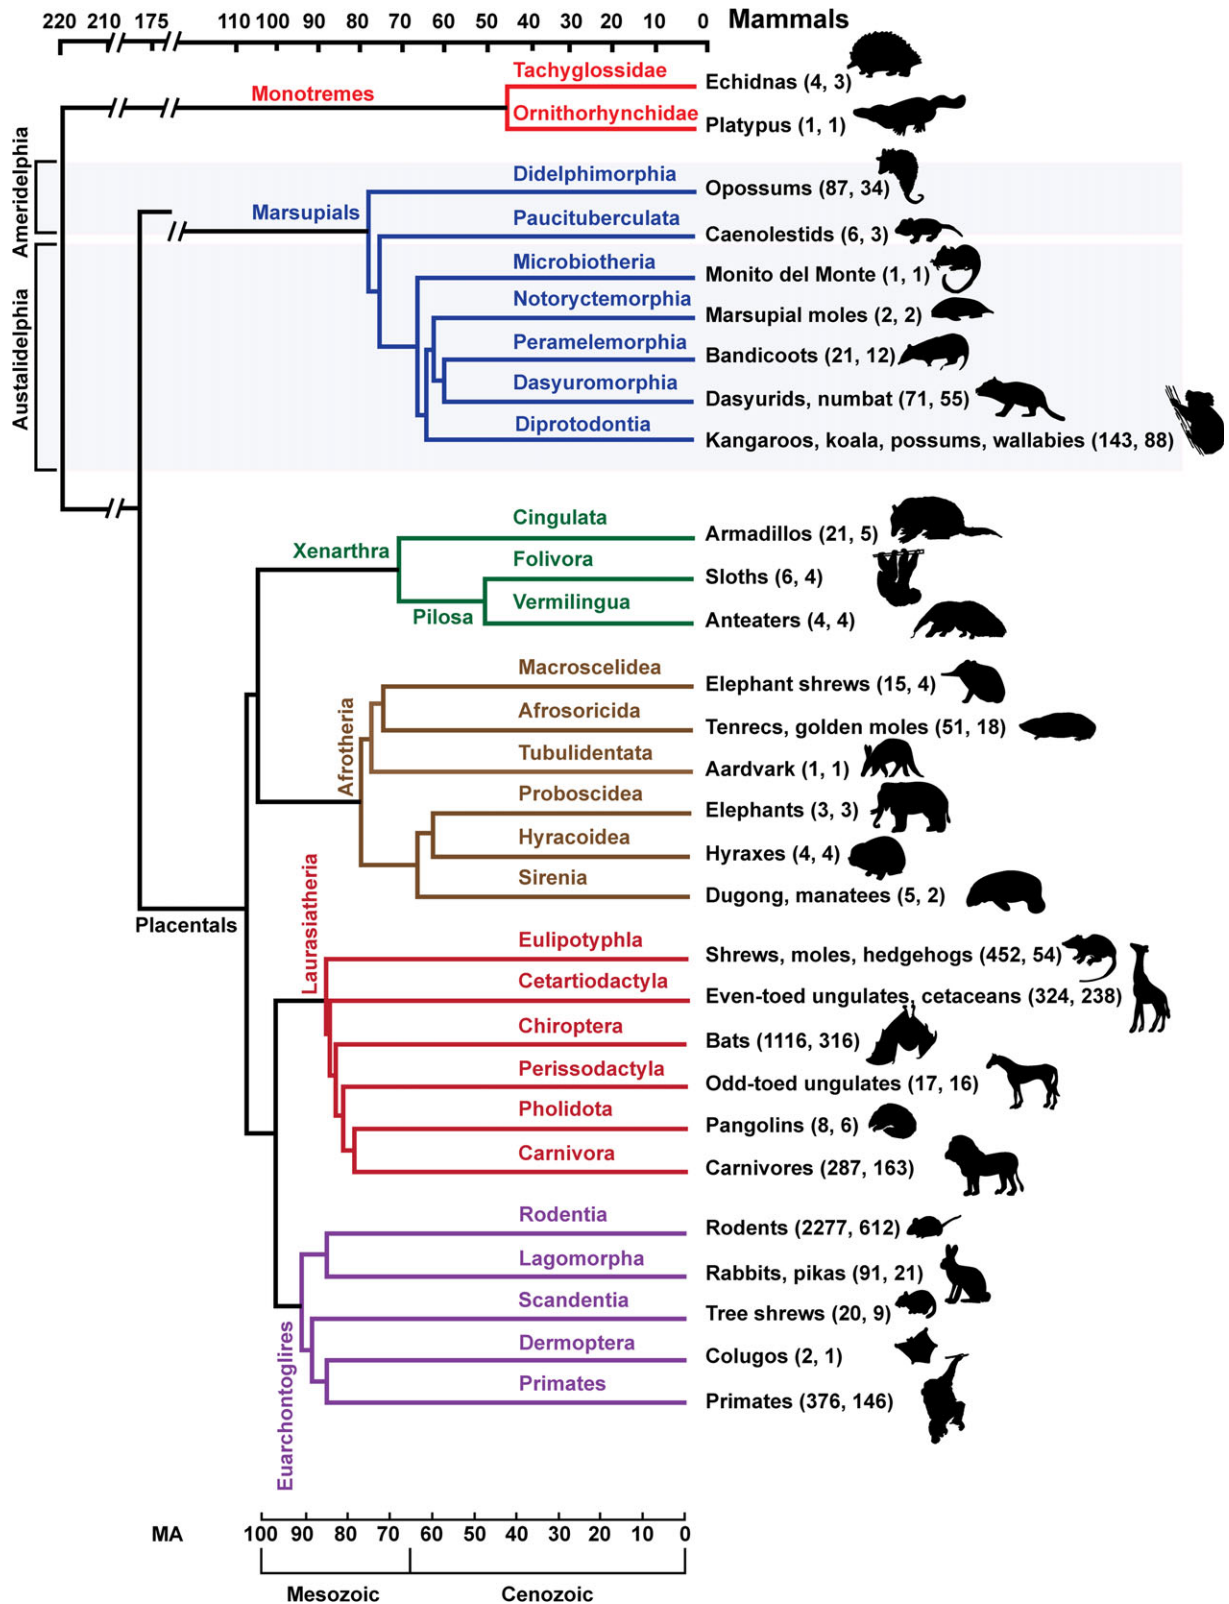 220 210 175 110 100 90 80 70 60 50 40 30 20 10 0 Mammals
Tachyglossidae
Echidnas (4, 3)
Monotremes
Ornithorhynchidae
Platypus (1, 1)
Ameridelphia
Didelphimorphia
Opossums (87, 34)
Marsupials
Paucituberculata
Caenolestids (6, 3)
Austalidelphia
Microbiotheria
Monito del Monte (1, 1)
Notoryctemorphia
Marsupial moles (2, 2)
Peramelemorphia
Bandicoots (21, 12)
Dasyuromorphia
Dasyurids, numbat (71, 55)
Diprotodontia
Kangaroos, koala, possums, wallabies (143, 88)
Cingulata
Armadillos (21, 5)
Xenarthra
Folivora
Sloths (6, 4)
Pilosa
Vermilingua
Anteaters (4, 4)
Afrotheria
Macroscelidea
Elephant shrews (15, 4)
Afrosoricida
Tenrecs, golden moles (51, 18)
Tubulidentata
Aardvark (1, 1)
Proboscidea
Elephants (3, 3)
Hyracoidea
Hyraxes (4, 4)
Sirenia
Dugong, manatees (5, 2)
Placentals
Laurasiatheria
Eulipotyphla
Shrews, moles, hedgehogs (452, 54)
Cetartiodactyla
Even-toed ungulates, cetaceans (324, 238)
Chiroptera
Bats (1116, 316)
Perissodactyla
Odd-toed ungulates (17, 16)
Pholidota
Pangolins (8, 6)
Carnivora
Carnivores (287, 163)
Euarchontoglires
Rodentia
Rodents (2277, 612)
Lagomorpha
Rabbits, pikas (91, 21)
Scandentia
Tree shrews (20, 9)
Dermoptera
Colugos (2, 1)
Primates
Primates (376, 146)
MA 100 90 80 70 60 50 40 30 20 10 0
Mesozoic Cenozoic